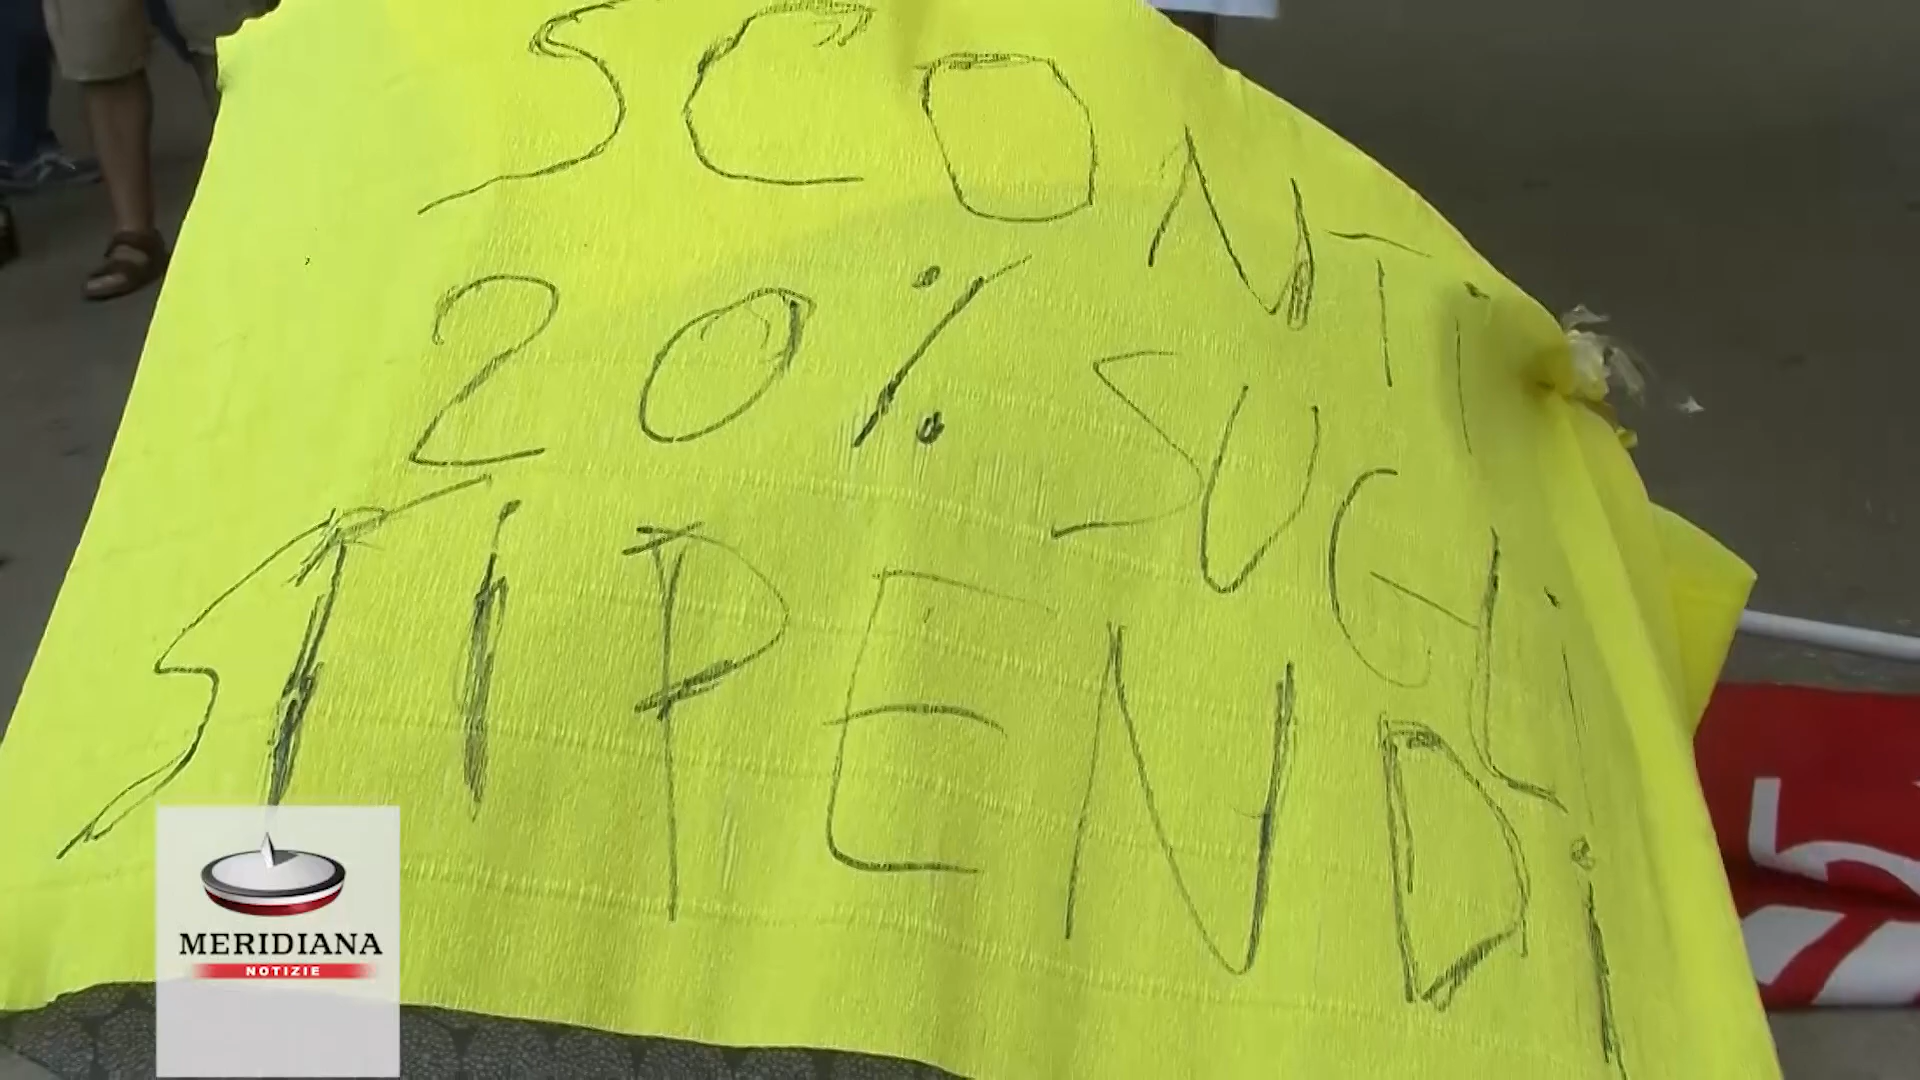 SCONTi
20% SUGLi
STiPENDi
MERIDIANA
NOTIZIE